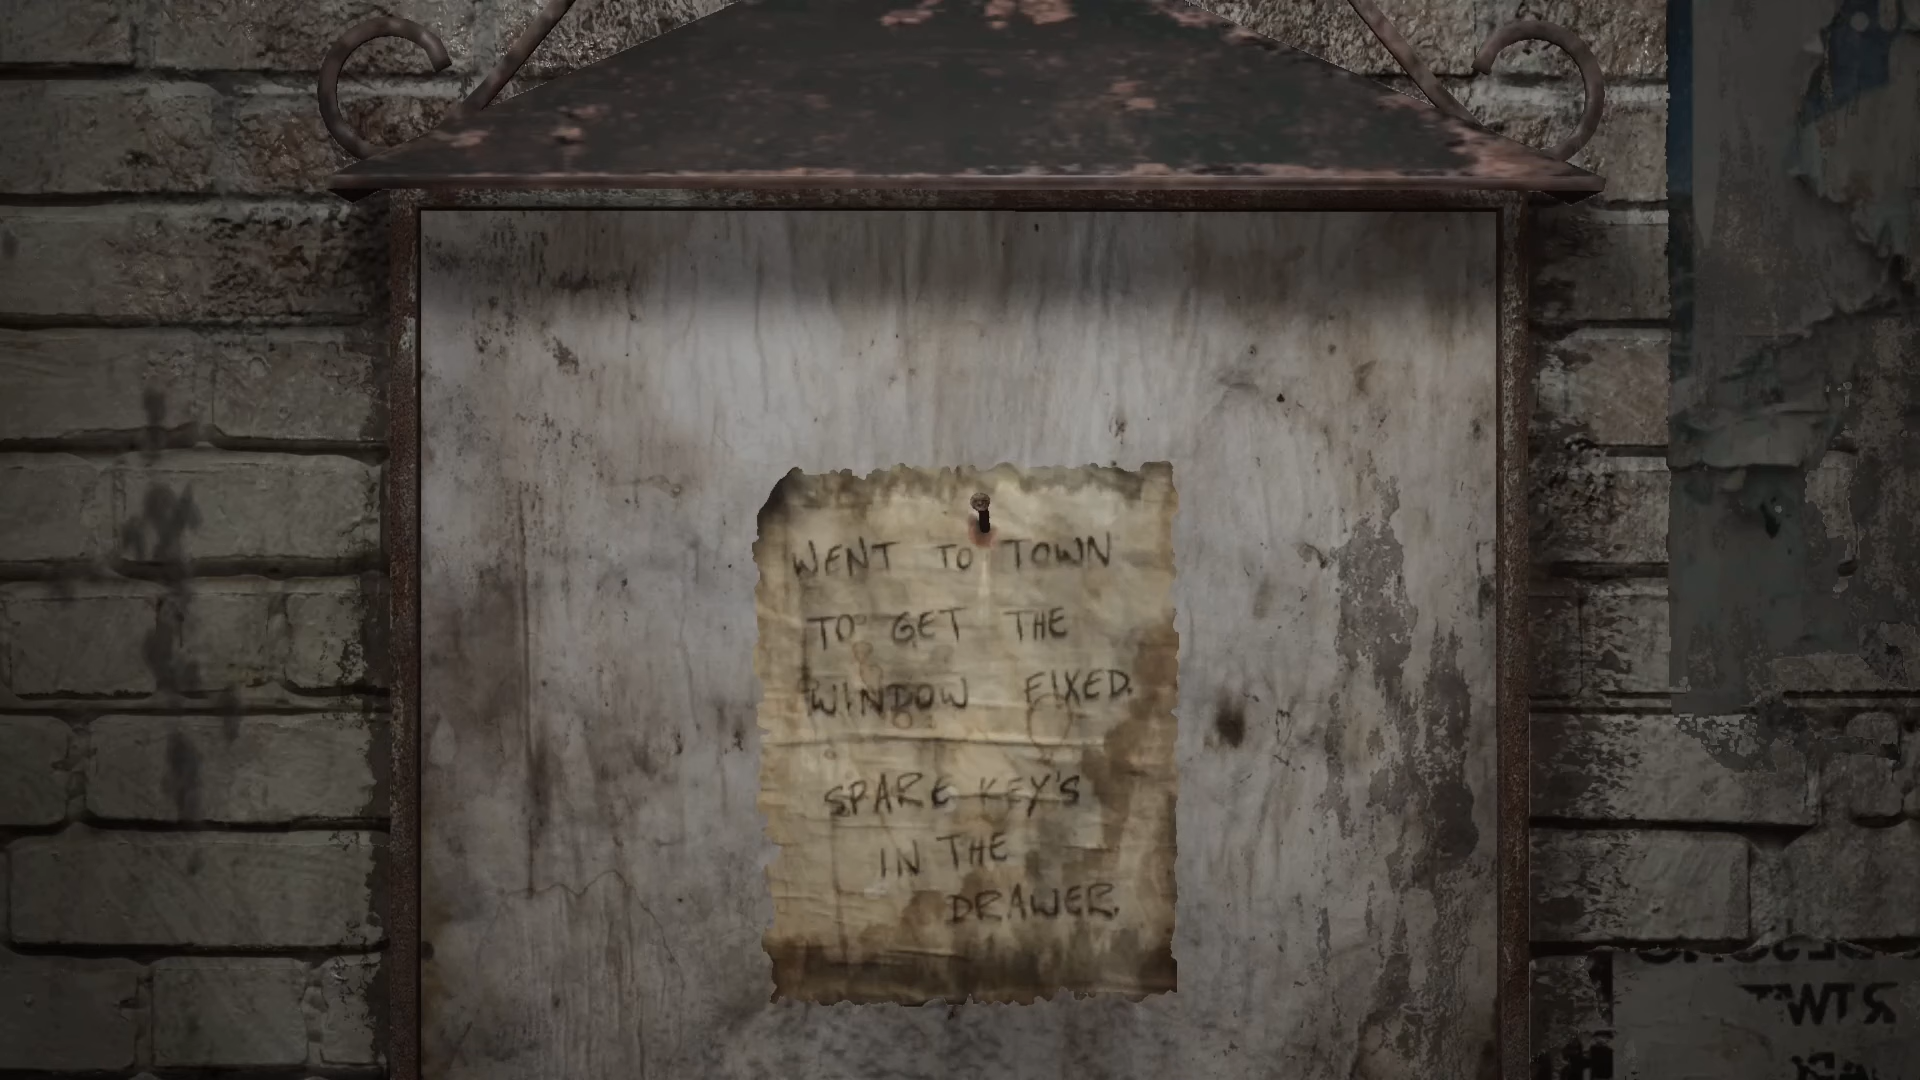 WENT TO TOWN
TO GET THE
WINDOW FIXED.
SPARE KEY'S
IN THE
DRAWER.